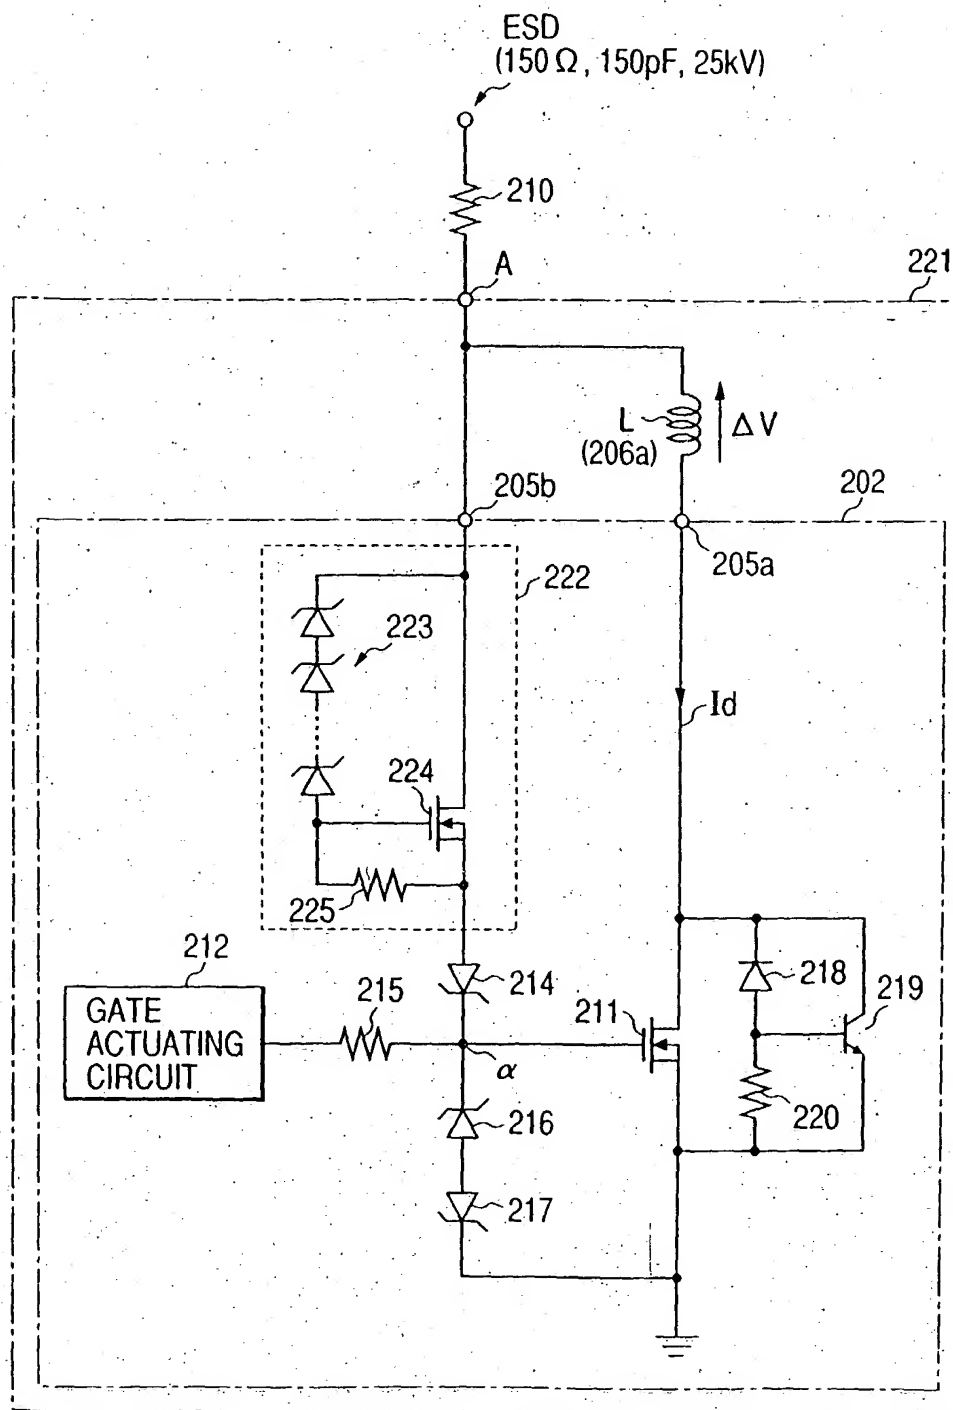 ESD
(150Ω, 150pF, 25kV)
210
A
221
L
(206a)
ΔV
205b
202
205a
222
223
Id
224
225
212
GATE
ACTUATING
CIRCUIT
215
214
α
211
218
219
216
220
217